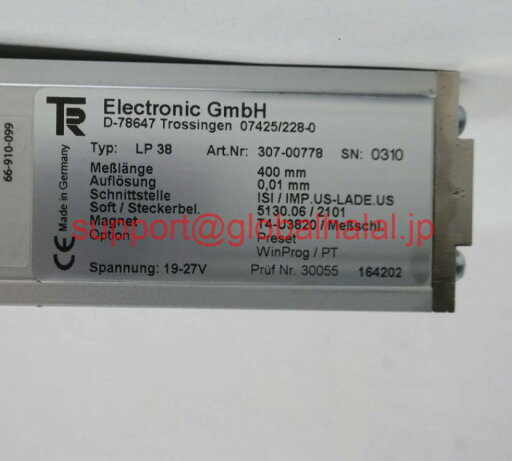 TR
Electronic GmbH
D-78647 Trossingen 07425/228-0
Typ: LP 38 Art.Nr: 307-00778 SN: 0310
Meßlänge 400 mm
Auflösung 0,01 mm
Schnittstelle ISI / IMP.US-LADE.US
Soft / Steckerbel. 5130.06 / 2101
Magnet T4-U3820 / Meßschl.
Option Preset
WinProg / PT
Spannung: 19-27V Prüf Nr. 30055 164202
CE Made in Germany
66-910-099
support@globualhalal.jp